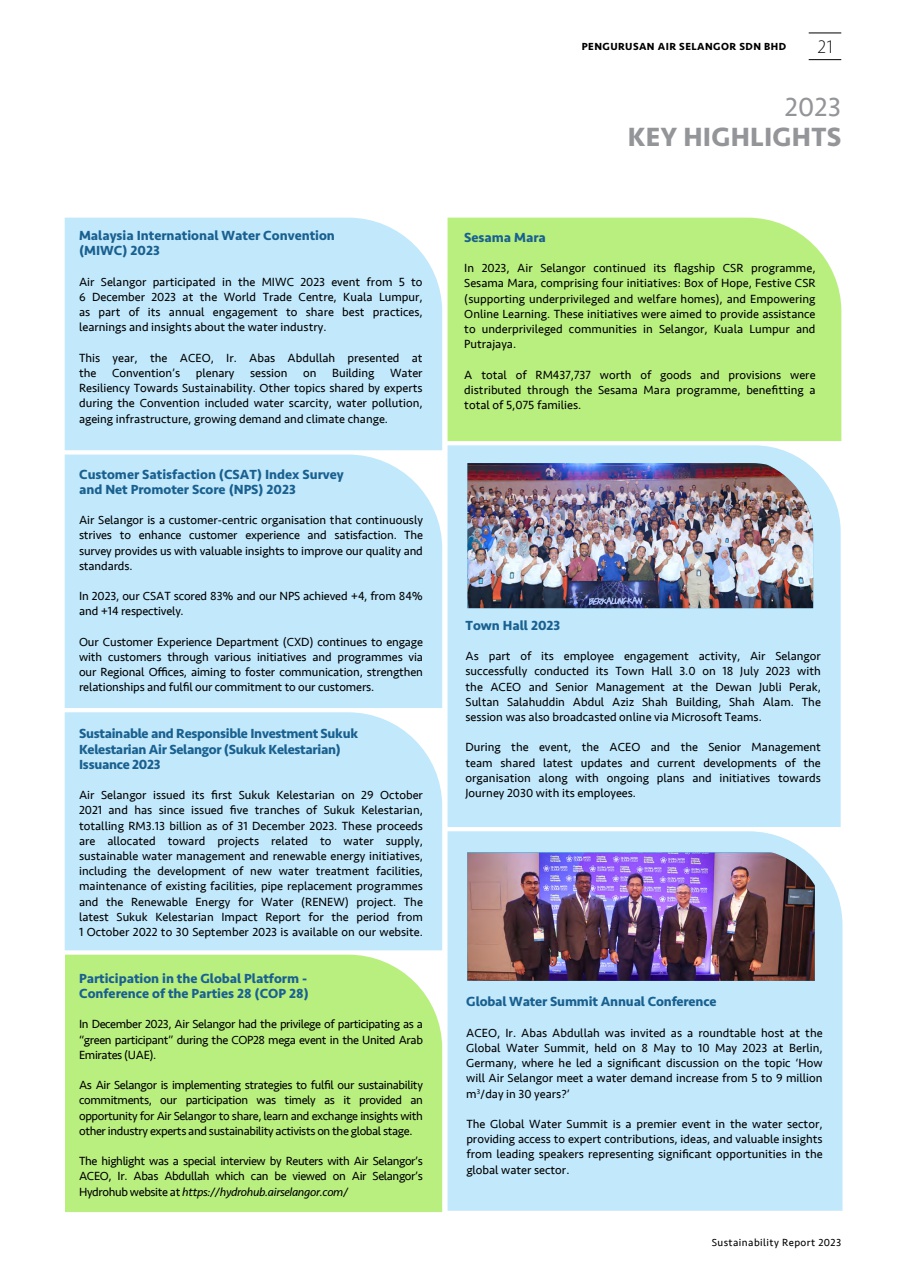 PENGURUSAN AIR SELANGOR SDN BHD 21
2023
KEY HIGHLIGHTS
Malaysia International Water Convention
(MIWC) 2023
Air Selangor participated in the MIWC 2023 event from 5 to
6 December 2023 at the World Trade Centre, Kuala Lumpur,
as part of its annual engagement to share best practices,
learnings and insights about the water industry.
This year, the ACEO, Ir. Abas Abdullah presented at
the Convention's plenary session on Building Water
Resiliency Towards Sustainability. Other topics shared by experts
during the Convention included water scarcity, water pollution,
ageing infrastructure, growing demand and climate change.
Customer Satisfaction (CSAT) Index Survey
and Net Promoter Score (NPS) 2023
Air Selangor is a customer-centric organisation that continuously
strives to enhance customer experience and satisfaction. The
survey provides us with valuable insights to improve our quality and
standards.
In 2023, our CSAT scored 83% and our NPS achieved +4, from 84%
and +14 respectively.
Our Customer Experience Department (CXD) continues to engage
with customers through various initiatives and programmes via
our Regional Offices, aiming to foster communication, strengthen
relationships and fulfil our commitment to our customers.
Sustainable and Responsible Investment Sukuk
Kelestarian Air Selangor (Sukuk Kelestarian)
Issuance 2023
Air Selangor issued its first Sukuk Kelestarian on 29 October
2021 and has since issued five tranches of Sukuk Kelestarian,
totalling RM3.13 billion as of 31 December 2023. These proceeds
are allocated toward projects related to water supply,
sustainable water management and renewable energy initiatives,
including the development of new water treatment facilities,
maintenance of existing facilities, pipe replacement programmes
and the Renewable Energy for Water (RENEW) project. The
latest Sukuk Kelestarian Impact Report for the period from
1 October 2022 to 30 September 2023 is available on our website.
Participation in the Global Platform -
Conference of the Parties 28 (COP 28)
In December 2023, Air Selangor had the privilege of participating as a
"green participant" during the COP28 mega event in the United Arab
Emirates (UAE).
As Air Selangor is implementing strategies to fulfil our sustainability
commitments, our participation was timely as it provided an
opportunity for Air Selangor to share, learn and exchange insights with
other industry experts and sustainability activists on the global stage.
The highlight was a special interview by Reuters with Air Selangor's
ACEO, Ir. Abas Abdullah which can be viewed on Air Selangor's
Hydrohub website at https://hydrohub.airselangor.com/
Sesama Mara
In 2023, Air Selangor continued its flagship CSR programme,
Sesama Mara, comprising four initiatives: Box of Hope, Festive CSR
(supporting underprivileged and welfare homes), and Empowering
Online Learning. These initiatives were aimed to provide assistance
to underprivileged communities in Selangor, Kuala Lumpur and
Putrajaya.
A total of RM437,737 worth of goods and provisions were
distributed through the Sesama Mara programme, benefitting a
total of 5,075 families.
BERKALUNGKAN
Town Hall 2023
As part of its employee engagement activity, Air Selangor
successfully conducted its Town Hall 3.0 on 18 July 2023 with
the ACEO and Senior Management at the Dewan Jubli Perak,
Sultan Salahuddin Abdul Aziz Shah Building, Shah Alam. The
session was also broadcasted online via Microsoft Teams.
During the event, the ACEO and the Senior Management
team shared latest updates and current developments of the
organisation along with ongoing plans and initiatives towards
Journey 2030 with its employees.
Global Water Summit Annual Conference
ACEO, Ir. Abas Abdullah was invited as a roundtable host at the
Global Water Summit, held on 8 May to 10 May 2023 at Berlin,
Germany, where he led a significant discussion on the topic 'How
will Air Selangor meet a water demand increase from 5 to 9 million
m³/day in 30 years?'
The Global Water Summit is a premier event in the water sector,
providing access to expert contributions, ideas, and valuable insights
from leading speakers representing significant opportunities in the
global water sector.
Sustainability Report 2023